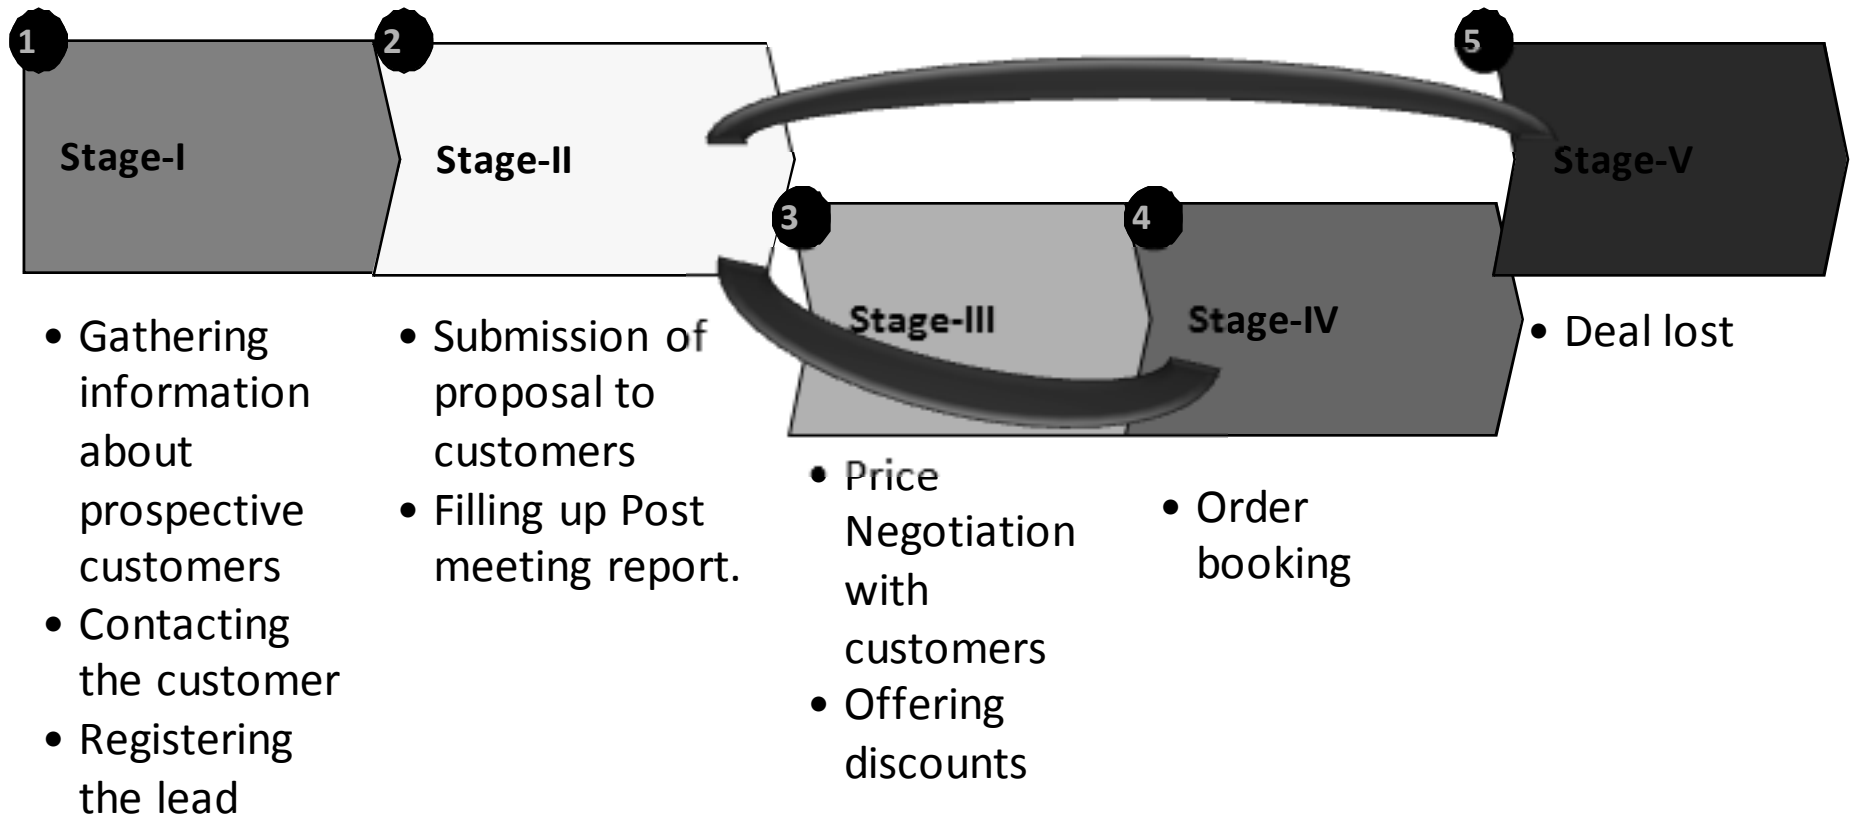 1
Stage-I
2
Stage-II
3
Stage-III
4
Stage-IV
5
Stage-V
• Gathering
information
about
prospective
customers
• Contacting
the customer
• Registering
the lead
• Submission of
proposal to
customers
• Filling up Post
meeting report.
• Price
Negotiation
with
customers
• Offering
discounts
• Order
booking
• Deal lost